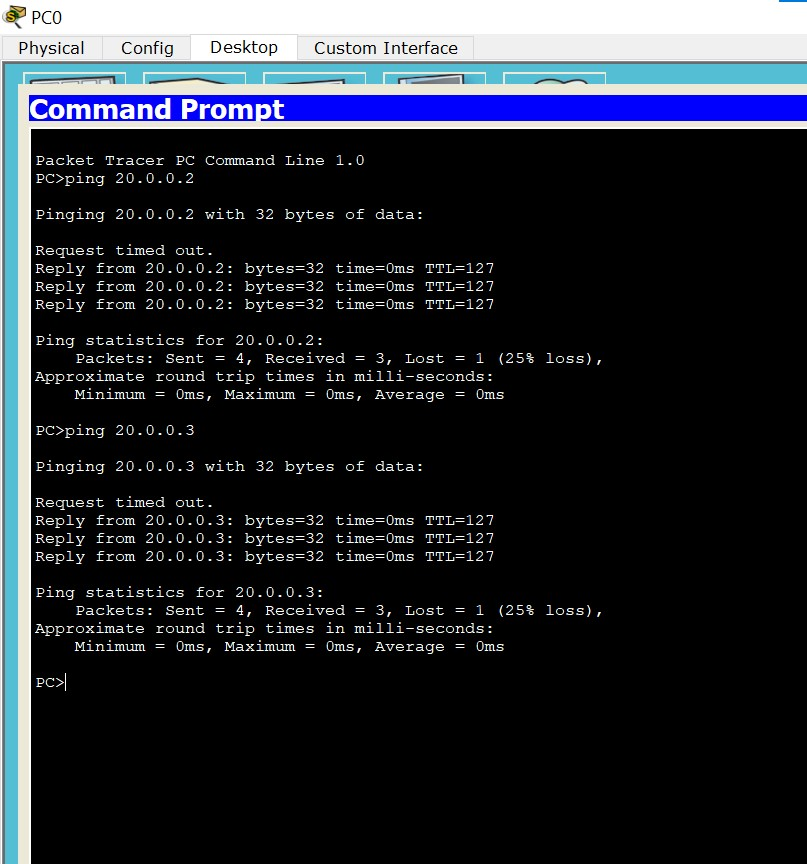 PC0
Physical Config Desktop Custom Interface
Command Prompt
Packet Tracer PC Command Line 1.0
PC>ping 20.0.0.2
Pinging 20.0.0.2 with 32 bytes of data:
Request timed out.
Reply from 20.0.0.2: bytes=32 time=0ms TTL=127
Reply from 20.0.0.2: bytes=32 time=0ms TTL=127
Reply from 20.0.0.2: bytes=32 time=0ms TTL=127
Ping statistics for 20.0.0.2:
Packets: Sent = 4, Received = 3, Lost = 1 (25% loss),
Approximate round trip times in milli-seconds:
Minimum = 0ms, Maximum = 0ms, Average = 0ms
PC>ping 20.0.0.3
Pinging 20.0.0.3 with 32 bytes of data:
Request timed out.
Reply from 20.0.0.3: bytes=32 time=0ms TTL=127
Reply from 20.0.0.3: bytes=32 time=0ms TTL=127
Reply from 20.0.0.3: bytes=32 time=0ms TTL=127
Ping statistics for 20.0.0.3:
Packets: Sent = 4, Received = 3, Lost = 1 (25% loss),
Approximate round trip times in milli-seconds:
Minimum = 0ms, Maximum = 0ms, Average = 0ms
PC>